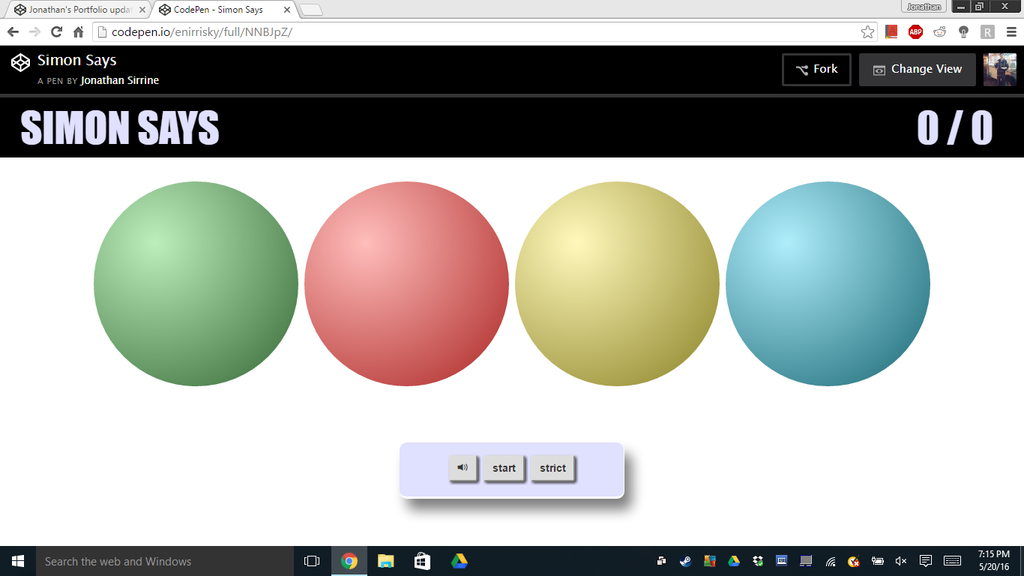 Jonathan's Portfolio upda
CodePen - Simon Says
Jonathan
codepen.io/enirrisky/full/NNBJpZ/
ABP
R
Simon Says
A PEN BY Jonathan Sirrine
Fork
Change View
SIMON SAYS
0 / 0
start
strict
Search the web and Windows
7:15 PM
5/20/16